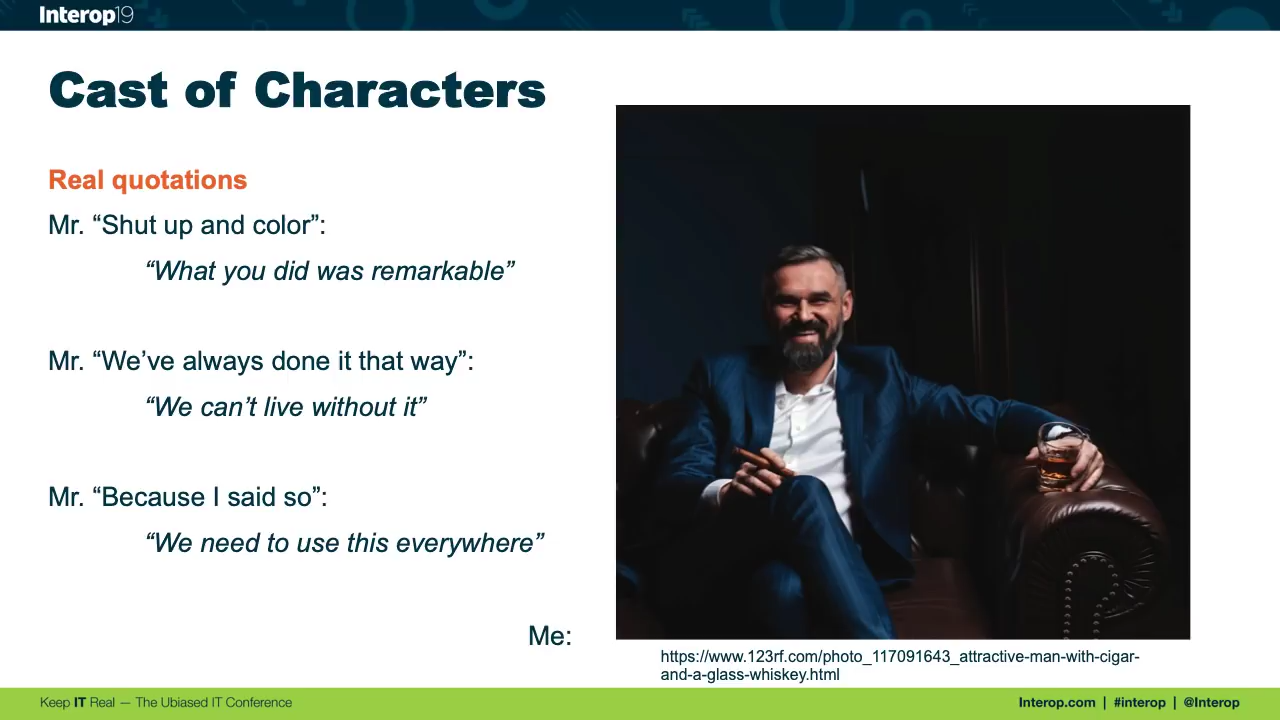 Interop19
Cast of Characters
Real quotations
Mr. “Shut up and color”:
“What you did was remarkable”
Mr. “We’ve always done it that way”:
“We can’t live without it”
Mr. “Because I said so”:
“We need to use this everywhere”
Me:
https://www.123rf.com/photo_117091643_attractive-man-with-cigar-
and-a-glass-whiskey.html
Keep IT Real — The Ubiased IT Conference
Interop.com | #interop | @Interop